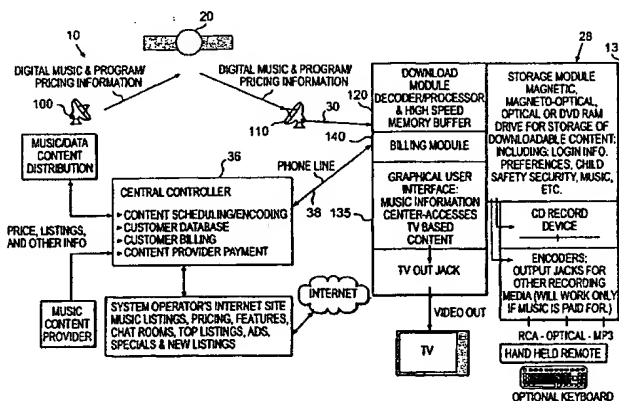 10
20
28
13
DIGITAL MUSIC & PROGRAM/
PRICING INFORMATION
DIGITAL MUSIC & PROGRAM/
PRICING INFORMATION
100
110
30
120
140
135
DOWNLOAD
MODULE
DECODER/PROCESSOR
& HIGH SPEED
MEMORY BUFFER
BILLING MODULE
GRAPHICAL USER
INTERFACE:
MUSIC INFORMATION
CENTER-ACCESSES
TV BASED
CONTENT
TV OUT JACK
STORAGE MODULE
MAGNETIC,
MAGNETO-OPTICAL,
OPTICAL OR DVD RAM
DRIVE FOR STORAGE OF
DOWNLOADABLE CONTENT:
INCLUDING: LOGIN INFO.
PREFERENCES, CHILD
SAFETY SECURITY, MUSIC,
ETC.
CD RECORD
DEVICE
ENCODERS:
OUTPUT JACKS FOR
OTHER RECORDING
MEDIA (WILL WORK ONLY
IF MUSIC IS PAID FOR.)
RCA - OPTICAL - MP3
HAND HELD REMOTE
OPTIONAL KEYBOARD
MUSIC/DATA
CONTENT
DISTRIBUTION
36
PHONE LINE
38
CENTRAL CONTROLLER
CONTENT SCHEDULING/ENCODING
CUSTOMER DATABASE
CUSTOMER BILLING
CONTENT PROVIDER PAYMENT
PRICE, LISTINGS,
AND OTHER INFO
MUSIC CONTENT
PROVIDER
SYSTEM OPERATOR'S INTERNET SITE
MUSIC LISTINGS, PRICING, FEATURES,
CHAT ROOMS, TOP LISTINGS, ADS,
SPECIALS & NEW LISTINGS
INTERNET
VIDEO OUT
TV